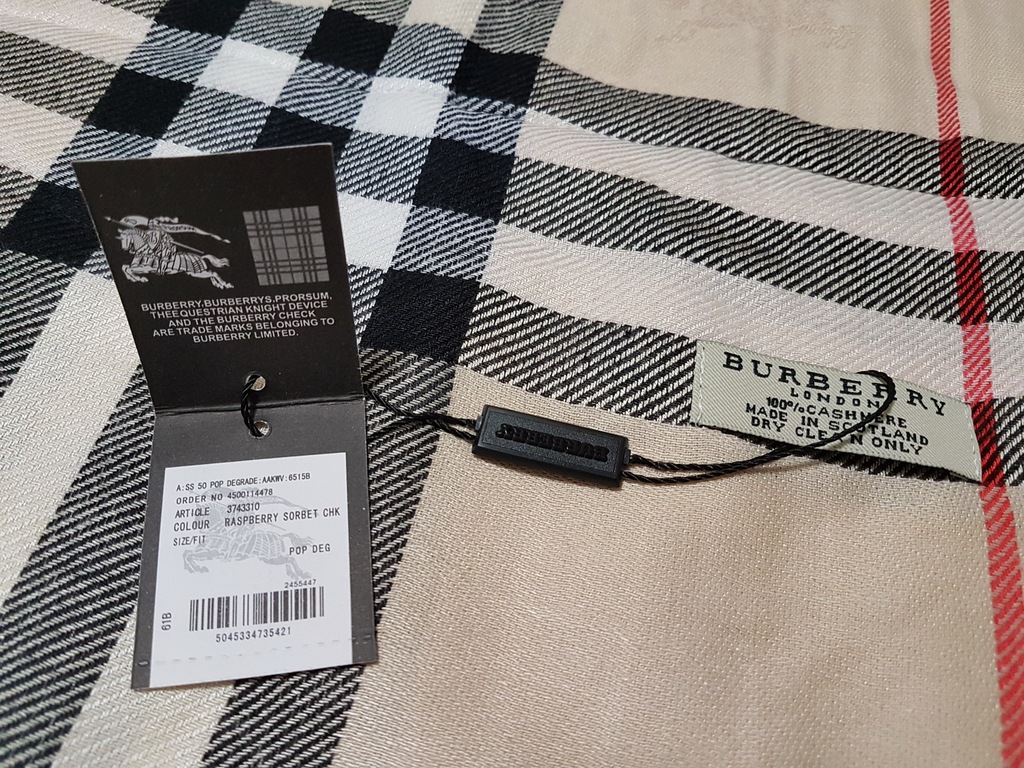 BURBERRY.BURBERRYS.PRORSUM,
THEEQUESTRIAN KNIGHT DEVICE
AND THE BURBERRY CHECK
ARE TRADE MARKS BELONGING TO
BURBERRY LIMITED.
A:SS 50 POP DEGRADE:AAKWV:6515B
ORDER NO 4500114478
ARTICLE 3743310
COLOUR RASPBERRY SORBET CHK
SIZE/FIT
POP DEG
2455447
61B
5045334735421
BURBERRY
LONDON
100%CASHMERE
MADE IN SCOTLAND
DRY CLEAN ONLY